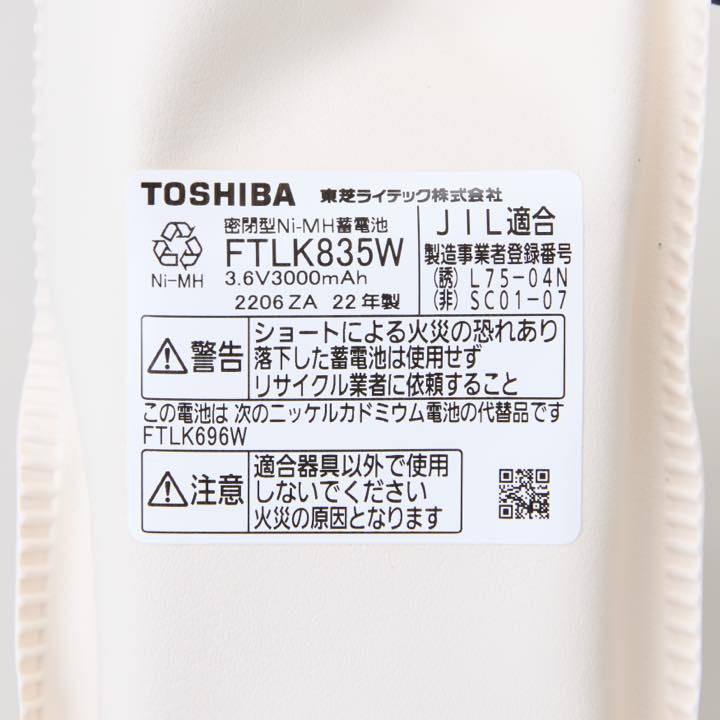 TOSHIBA 東芝ライテック株式会社
Ni-MH
密閉型Ni-MH蓄電池
FTLK835W
3.6V3000mAh
2206ZA 22年製
JIL適合
製造事業者登録番号
(誘) L75-04N
(非) SC01-07
警告
ショートによる火災の恐れあり
落下した蓄電池は使用せず
リサイクル業者に依頼すること
この電池は 次のニッケルカドミウム電池の代替品です
FTLK696W
注意
適合器具以外で使用
しないでください
火災の原因となります